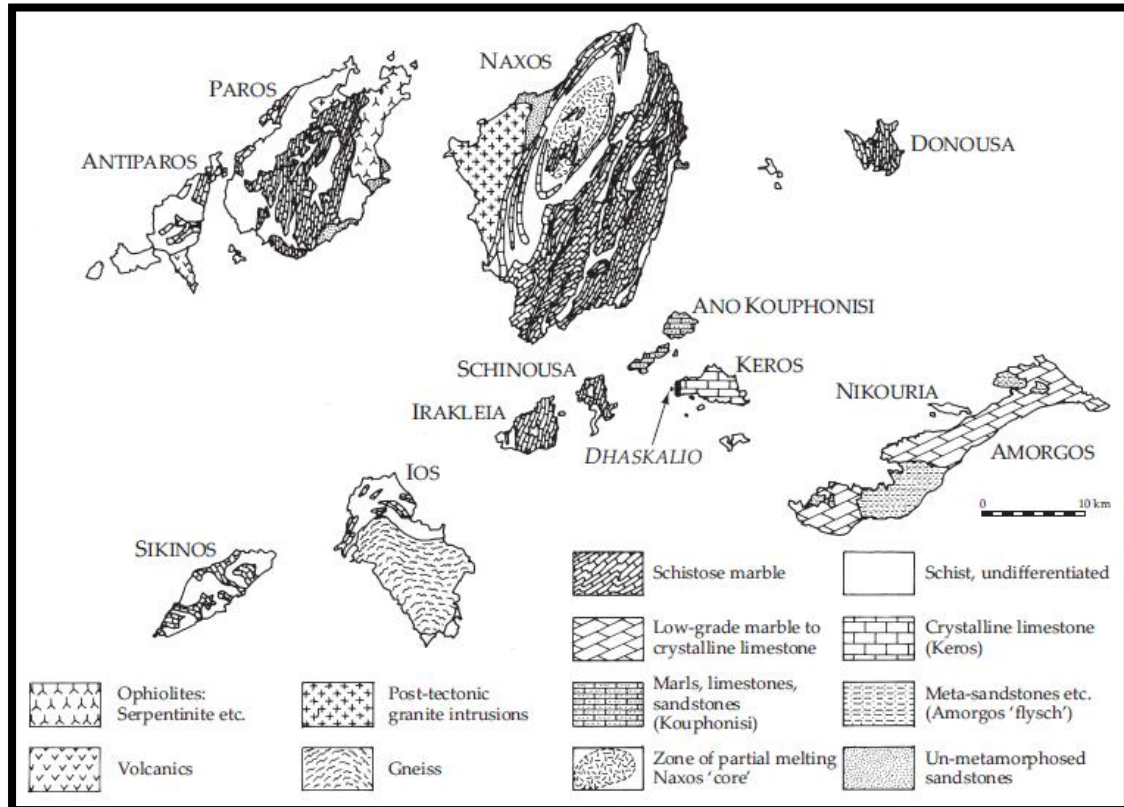 NAXOS
PAROS
ANTIPAROS
DONOUSA
ANO KOUPHONISI
SCHINOUSA
KEROS
IRAKLEIA
NIKOURIA
DHASKALIO
AMORGOS
IOS
0 10 km
SIKINOS
Schistose marble
Schist, undifferentiated
Low-grade marble to
crystalline limestone
Crystalline limestone
(Keros)
Ophiolites:
Serpentinite etc.
Post-tectonic
granite intrusions
Marls, limestones,
sandstones
(Kouphonisi)
Meta-sandstones etc.
(Amorgos 'flysch')
Volcanics
Gneiss
Zone of partial melting
Naxos 'core'
Un-metamorphosed
sandstones